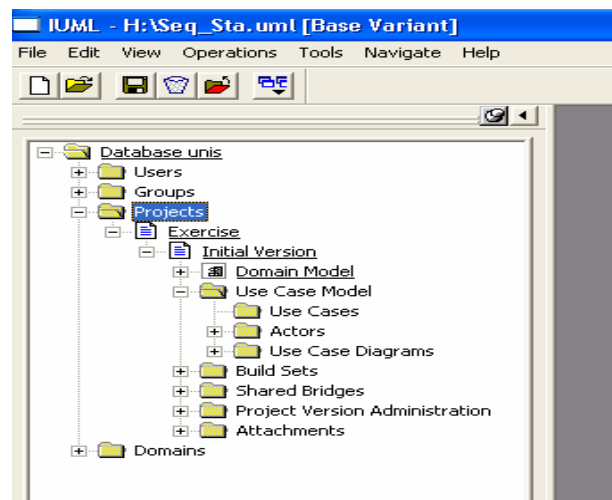 IUML - H:\Seq_Sta.uml [Base Variant]
File Edit View Operations Tools Navigate Help
Database unis
Users
Groups
Projects
Exercise
Initial Version
Domain Model
Use Case Model
Use Cases
Actors
Use Case Diagrams
Build Sets
Shared Bridges
Project Version Administration
Attachments
Domains